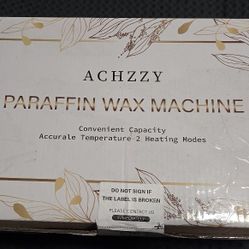 ACHZZY
PARAFFIN WAX MACHINE
Convenient Capacity
Accurale Temperature-2 Heating Modes
DO NOT SIGN IF
THE LABEL IS BROKEN
PLEASE CONTACT US